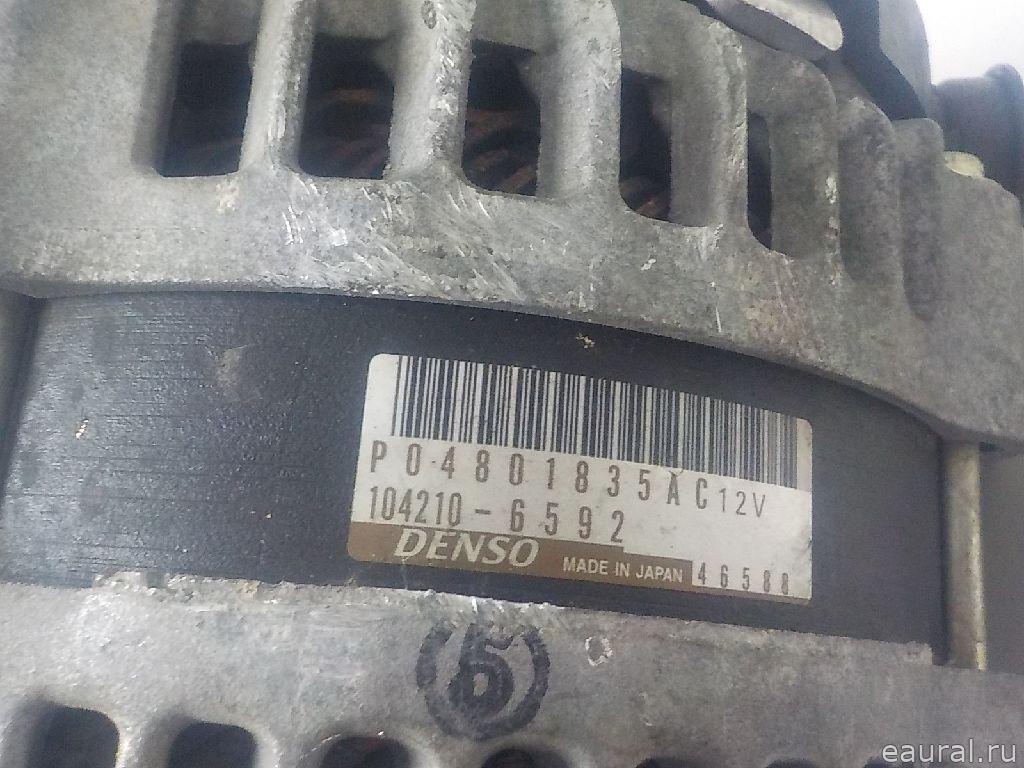 P04801835AC 12V
104210-6592
DENSO MADE IN JAPAN 46588
5
eaural.ru